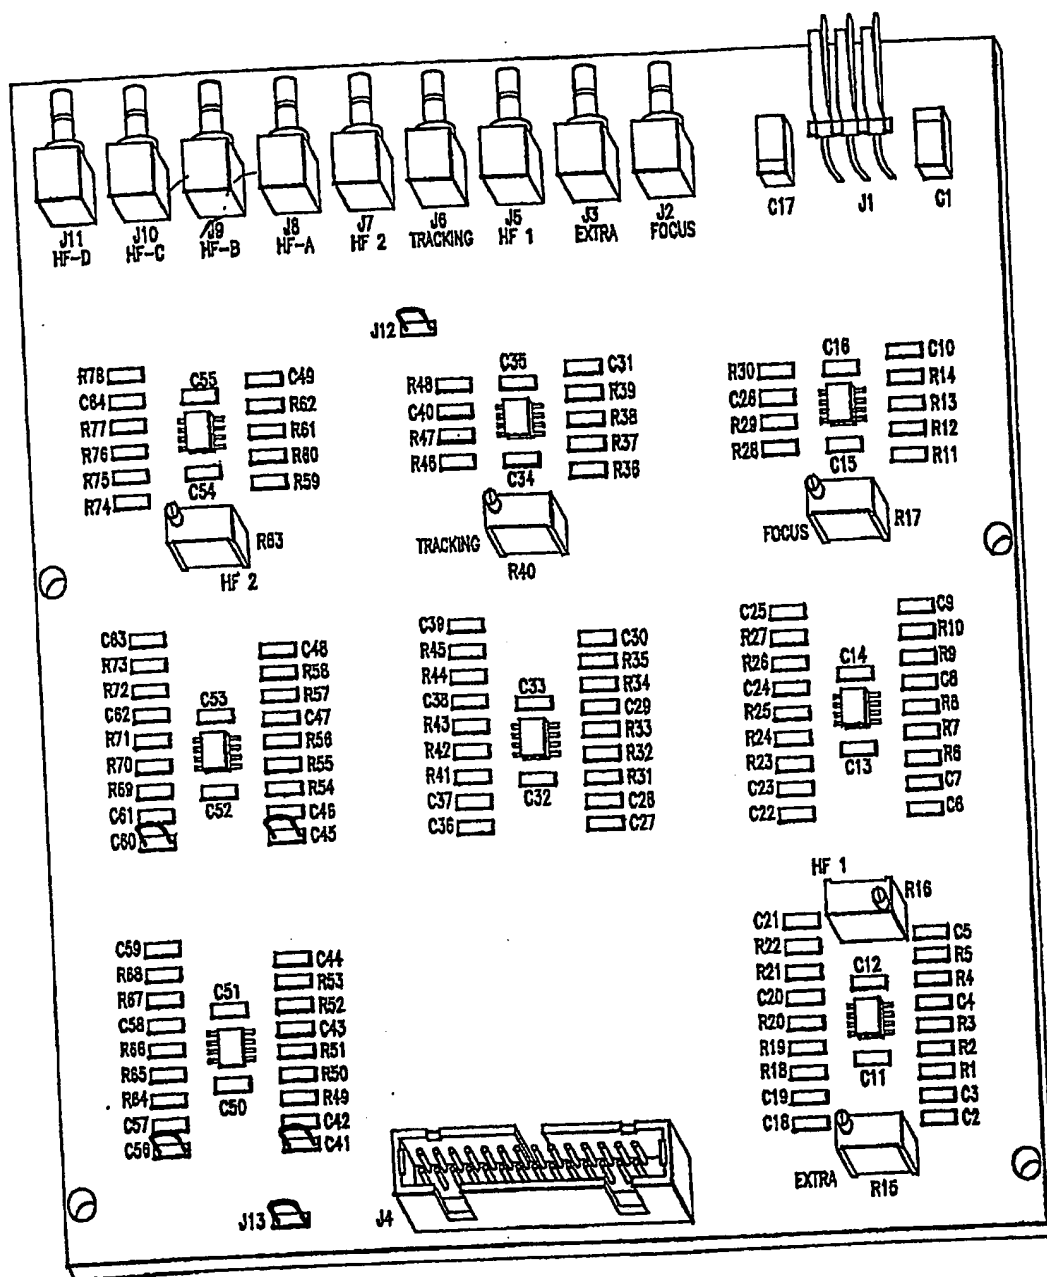 J11
HF-D
J10
HF-C
J9
HF-B
J8
HF-A
J7
HF 2
J6
TRACKING
J5
HF 1
J3
EXTRA
J2
FOCUS
C17
J1
C1
J12
R78
C64
R77
R76
R75
R74
C55
C54
C49
R62
R61
R60
R59
R63
HF 2
R48
C40
R47
R46
C35
C34
C31
R39
R38
R37
R36
TRACKING
R40
R30
C26
R29
R28
C16
C15
C10
R14
R13
R12
R11
FOCUS
R17
C63
R73
R72
C62
R71
R70
R69
C61
C60
C53
C52
C48
R58
R57
C47
R56
R55
R54
C46
C45
C39
R45
R44
C38
R43
R42
R41
C37
C36
C33
C32
C30
R35
R34
C29
R33
R32
R31
C28
C27
C25
R27
R26
C24
R25
R24
R23
C23
C22
C14
C13
C9
R10
R9
C8
R8
R7
R6
C7
C6
HF 1
R16
C59
R68
R67
C58
R66
R65
R64
C57
C56
C51
C50
C44
R53
R52
C43
R51
R50
R49
C42
C41
C21
R22
R21
C20
R20
R19
R18
C19
C18
C12
C11
C5
R5
R4
C4
R3
R2
R1
C3
C2
EXTRA
R15
J13
J4